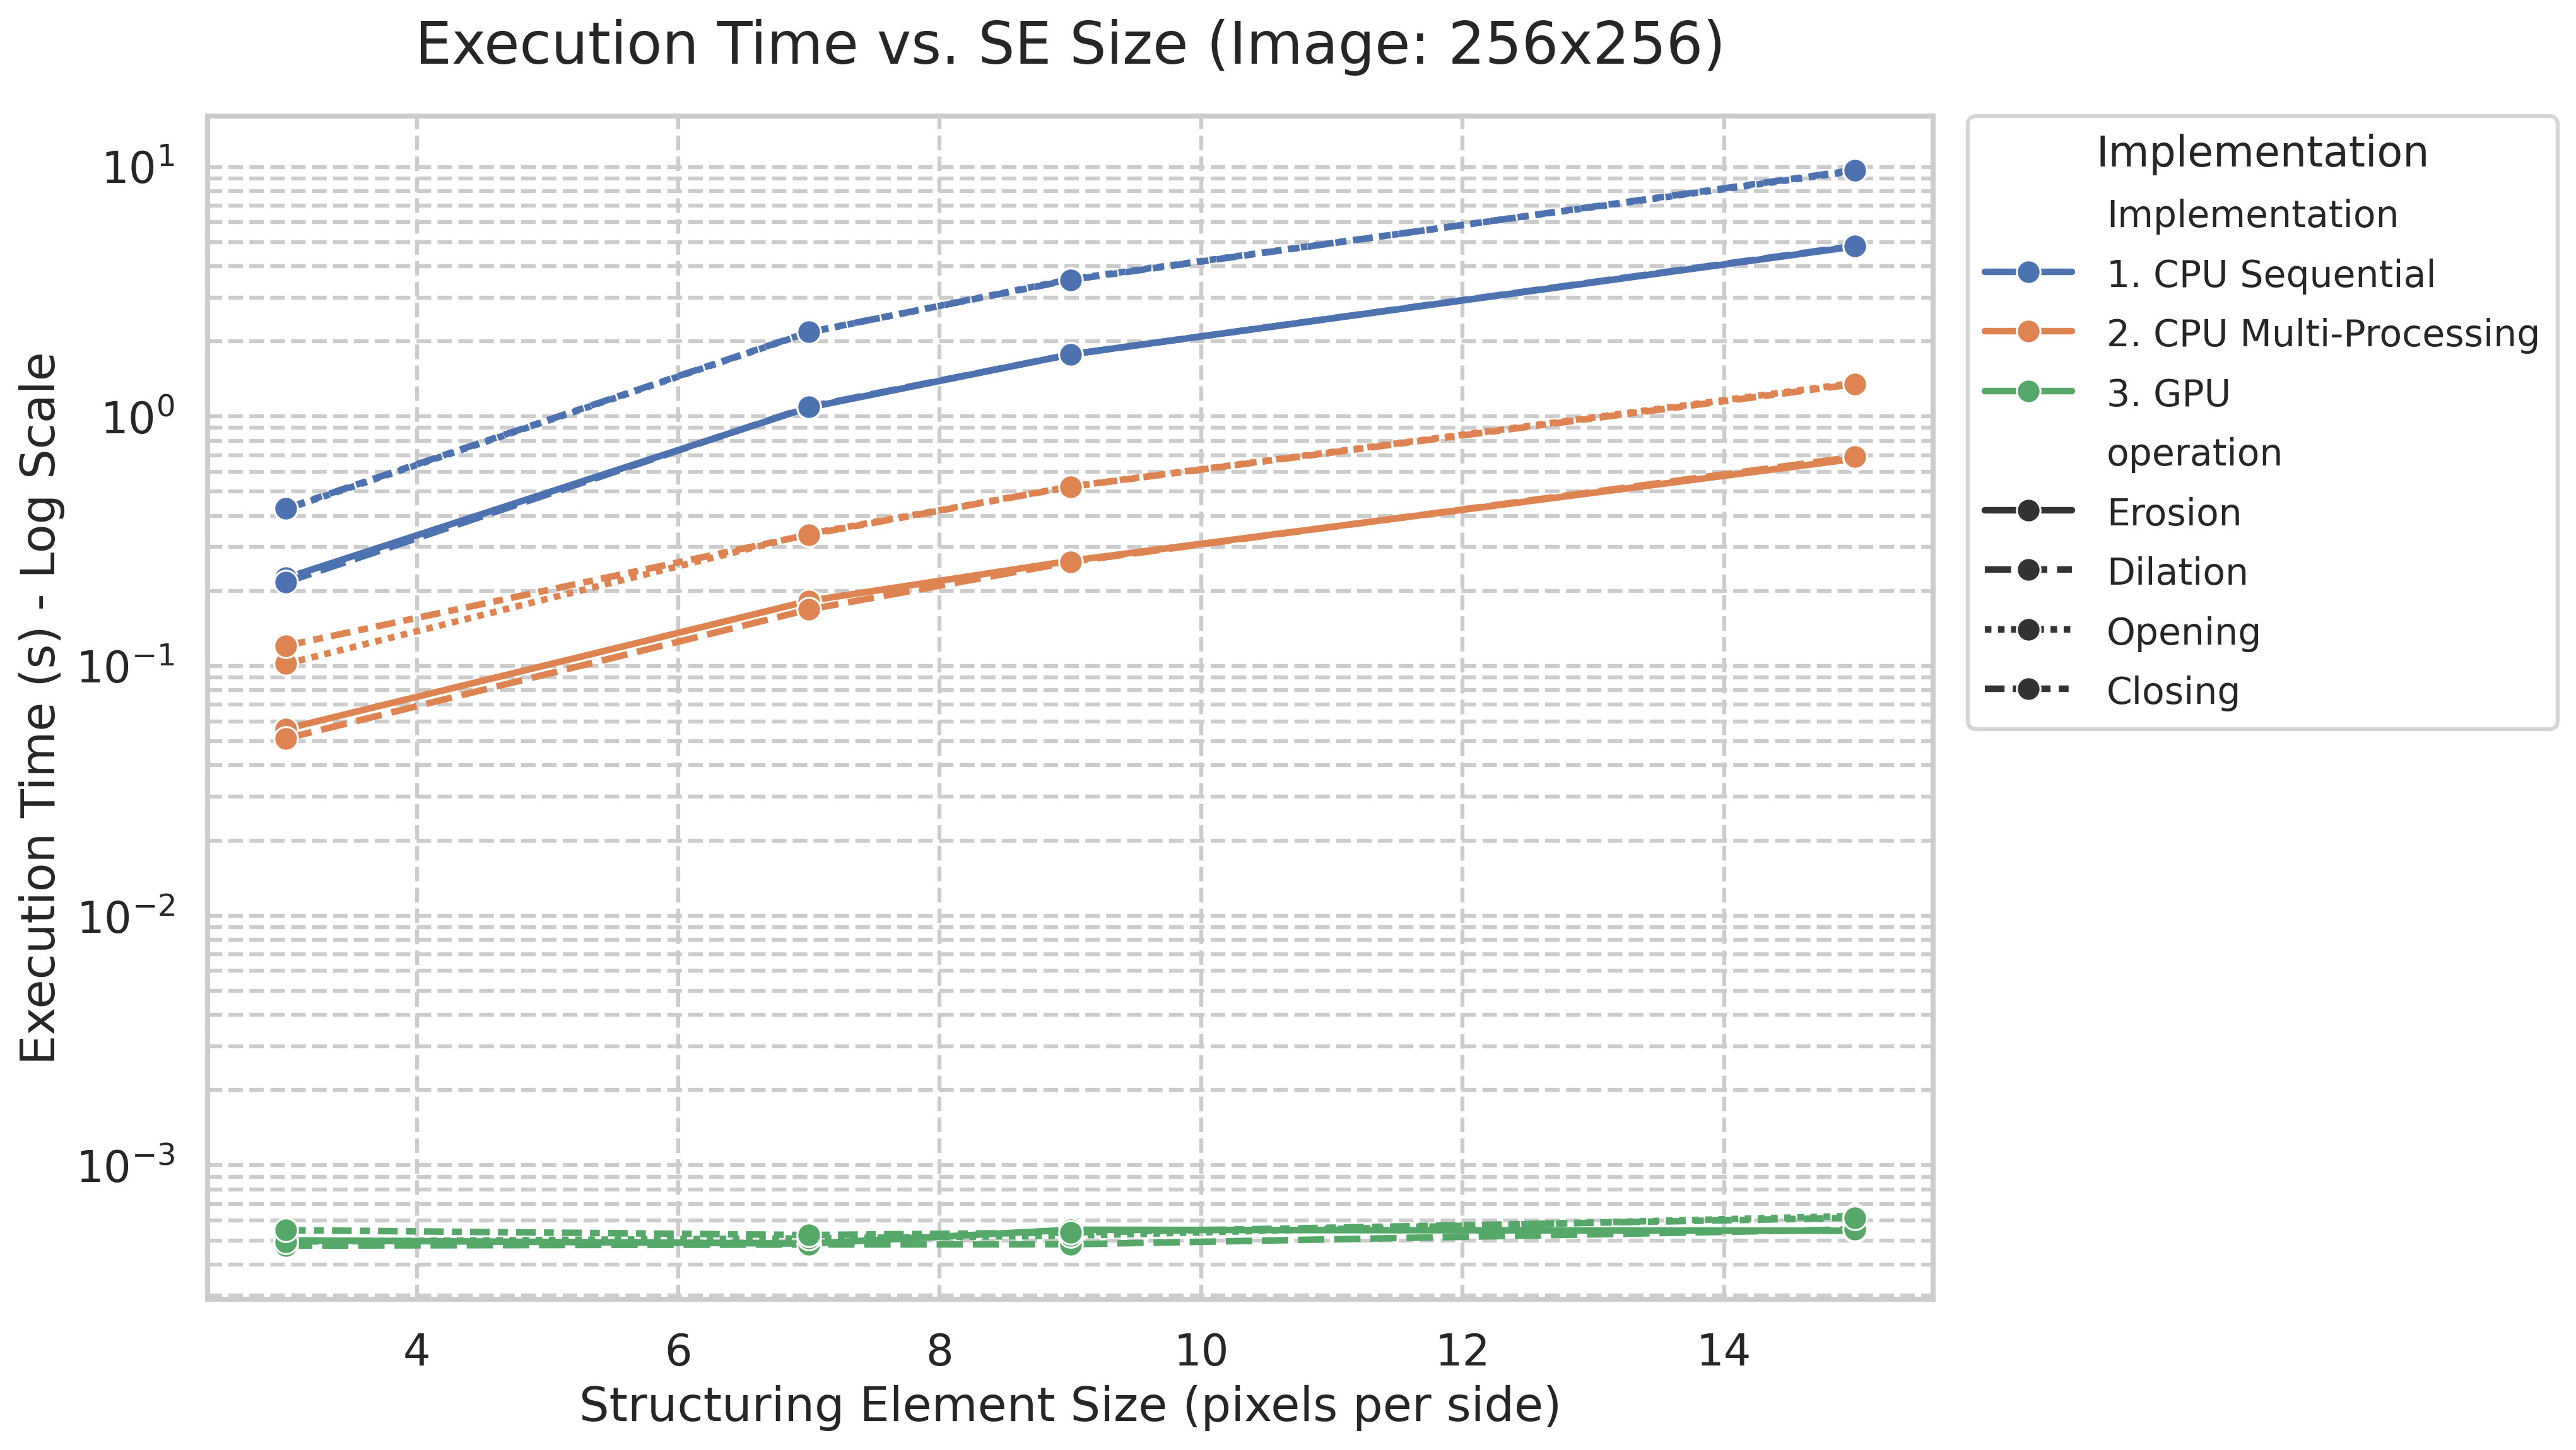 Execution Time vs. SE Size (Image: 256x256)
Execution Time (s) - Log Scale
10¹
10⁰
10⁻¹
10⁻²
10⁻³
4 6 8 10 12 14
Structuring Element Size (pixels per side)
Implementation
Implementation
1. CPU Sequential
2. CPU Multi-Processing
3. GPU
operation
Erosion
Dilation
Opening
Closing